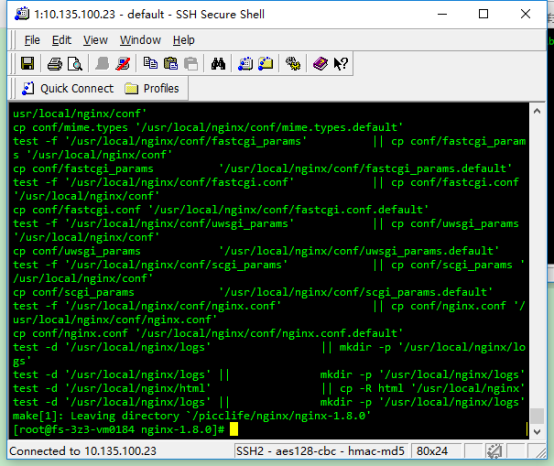 1:10.135.100.23 - default - SSH Secure Shell
File Edit View Window Help
Quick Connect Profiles
usr/local/nginx/conf'
cp conf/mime.types '/usr/local/nginx/conf/mime.types.default'
test -f '/usr/local/nginx/conf/fastcgi_params' || cp conf/fastcgi_param
s '/usr/local/nginx/conf'
cp conf/fastcgi_params '/usr/local/nginx/conf/fastcgi_params.default'
test -f '/usr/local/nginx/conf/fastcgi.conf' || cp conf/fastcgi.conf
'/usr/local/nginx/conf'
cp conf/fastcgi.conf '/usr/local/nginx/conf/fastcgi.conf.default'
test -f '/usr/local/nginx/conf/uwsgi_params' || cp conf/uwsgi_params
'/usr/local/nginx/conf'
cp conf/uwsgi_params '/usr/local/nginx/conf/uwsgi_params.default'
test -f '/usr/local/nginx/conf/scgi_params' || cp conf/scgi_params '
/usr/local/nginx/conf'
cp conf/scgi_params '/usr/local/nginx/conf/scgi_params.default'
test -f '/usr/local/nginx/conf/nginx.conf' || cp conf/nginx.conf '/
usr/local/nginx/conf/nginx.conf'
cp conf/nginx.conf '/usr/local/nginx/conf/nginx.conf.default'
test -d '/usr/local/nginx/logs' || mkdir -p '/usr/local/nginx/lo
gs'
test -d '/usr/local/nginx/logs' || mkdir -p '/usr/local/nginx/logs'
test -d '/usr/local/nginx/html' || cp -R html '/usr/local/nginx'
test -d '/usr/local/nginx/logs' || mkdir -p '/usr/local/nginx/logs'
make[1]: Leaving directory `/picclife/nginx/nginx-1.8.0'
[root@fs-3z3-vm0184 nginx-1.8.0]#
Connected to 10.135.100.23 SSH2 - aes128-cbc - hmac-md5 80x24